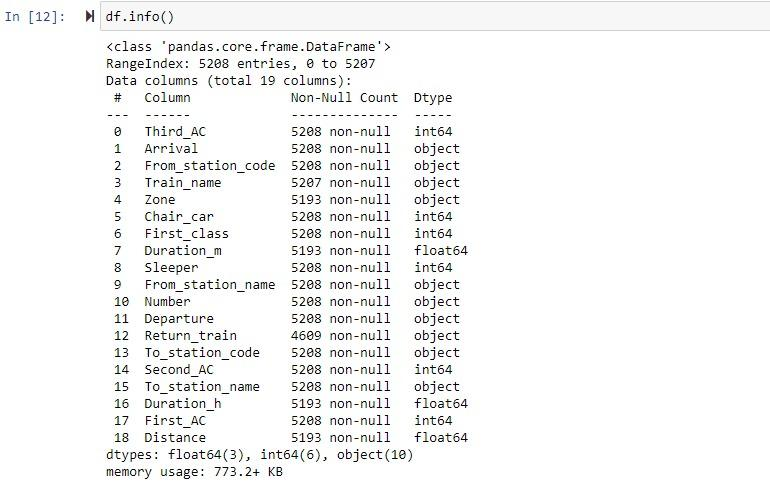 In [12]: df.info()
<class 'pandas.core.frame.DataFrame'>
RangeIndex: 5208 entries, 0 to 5207
Data columns (total 19 columns):
 #   Column             Non-Null Count  Dtype
---  ------             --------------  -----
 0   Third_AC           5208 non-null   int64
 1   Arrival            5208 non-null   object
 2   From_station_code  5208 non-null   object
 3   Train_name         5207 non-null   object
 4   Zone               5193 non-null   object
 5   Chair_car          5208 non-null   int64
 6   First_class        5208 non-null   int64
 7   Duration_m         5193 non-null   float64
 8   Sleeper            5208 non-null   int64
 9   From_station_name  5208 non-null   object
 10  Number             5208 non-null   object
 11  Departure          5208 non-null   object
 12  Return_train       4609 non-null   object
 13  To_station_code    5208 non-null   object
 14  Second_AC          5208 non-null   int64
 15  To_station_name    5208 non-null   object
 16  Duration_h         5193 non-null   float64
 17  First_AC           5208 non-null   int64
 18  Distance           5193 non-null   float64
dtypes: float64(3), int64(6), object(10)
memory usage: 773.2+ KB